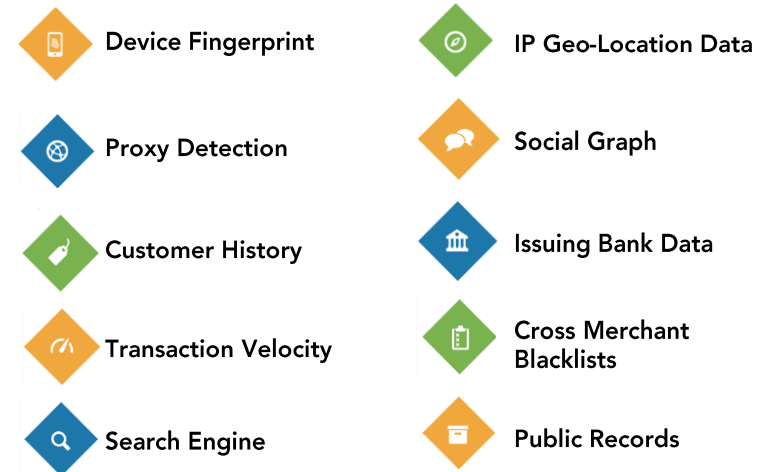 Device Fingerprint
IP Geo-Location Data
Proxy Detection
Social Graph
Customer History
Issuing Bank Data
Transaction Velocity
Cross Merchant
Blacklists
Search Engine
Public Records